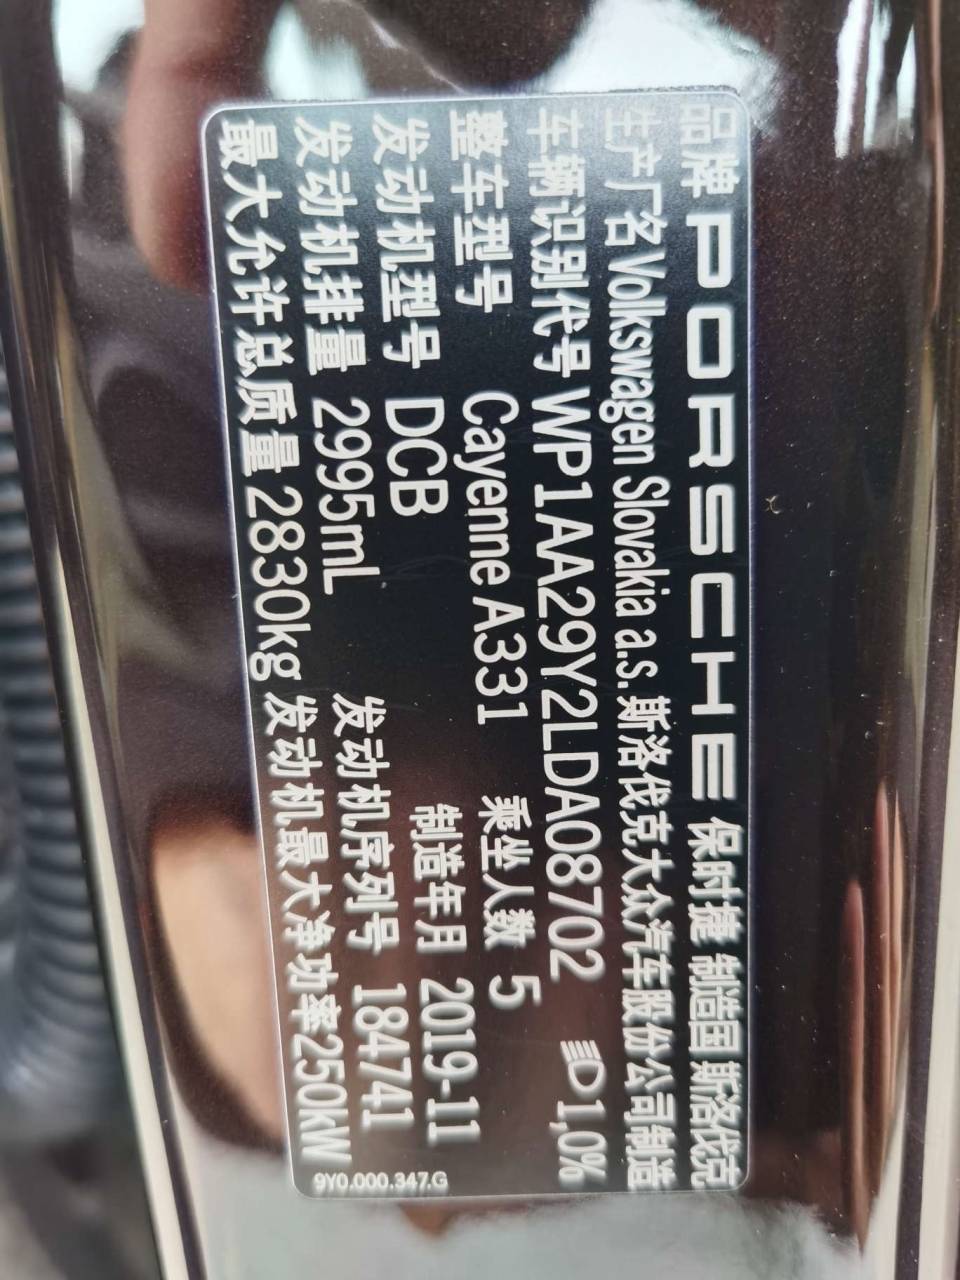 品牌 PORSCHE 保时捷 制造国 斯洛伐克
生产厂名 Volkswagen Slovakia a.s. 斯洛伐克大众汽车股份公司制造
车辆识别代号 WP1AA29Y2LDA08702 1,0%
整车型号 Cayenne A331 乘坐人数 5
发动机型号 DCB 制造年月 2019-11
发动机排量 2995mL 发动机序列号 184741
最大允许总质量 2830kg 发动机最大净功率250kW
9Y0.000.347.G